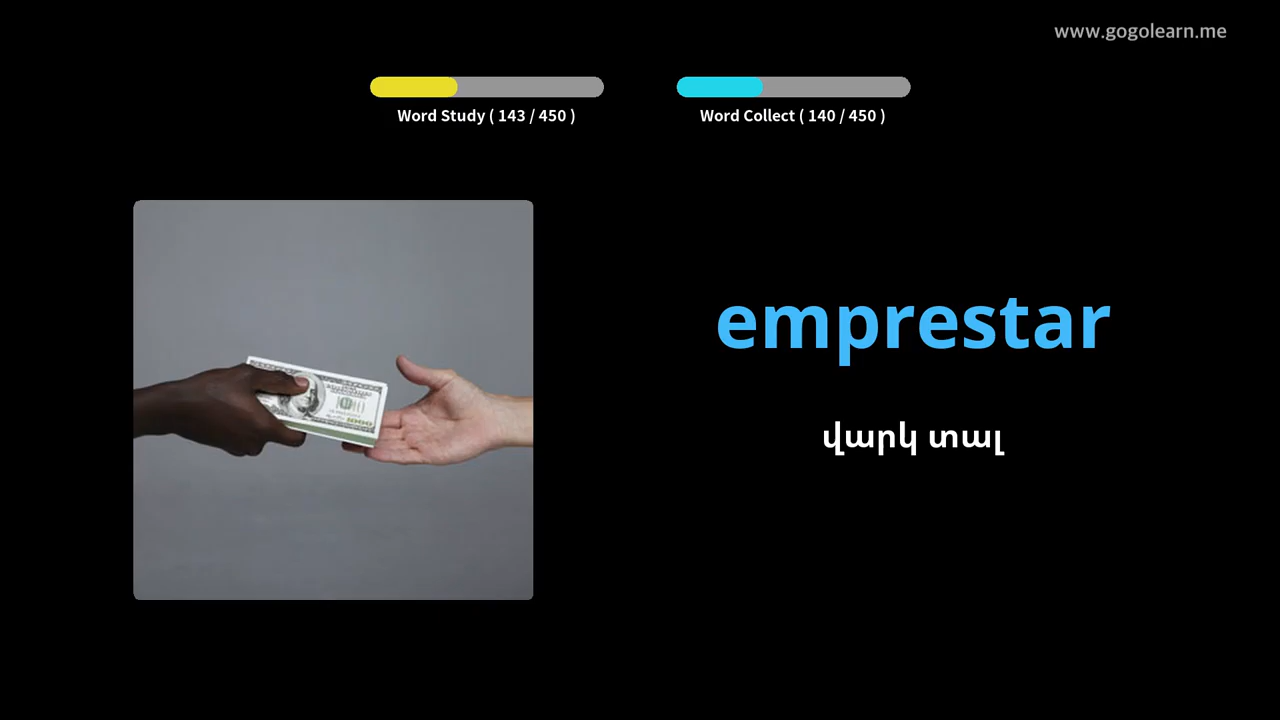 www.gogolearn.me
Word Study ( 143 / 450 )
Word Collect ( 140 / 450 )
emprestar
վարկ տալ